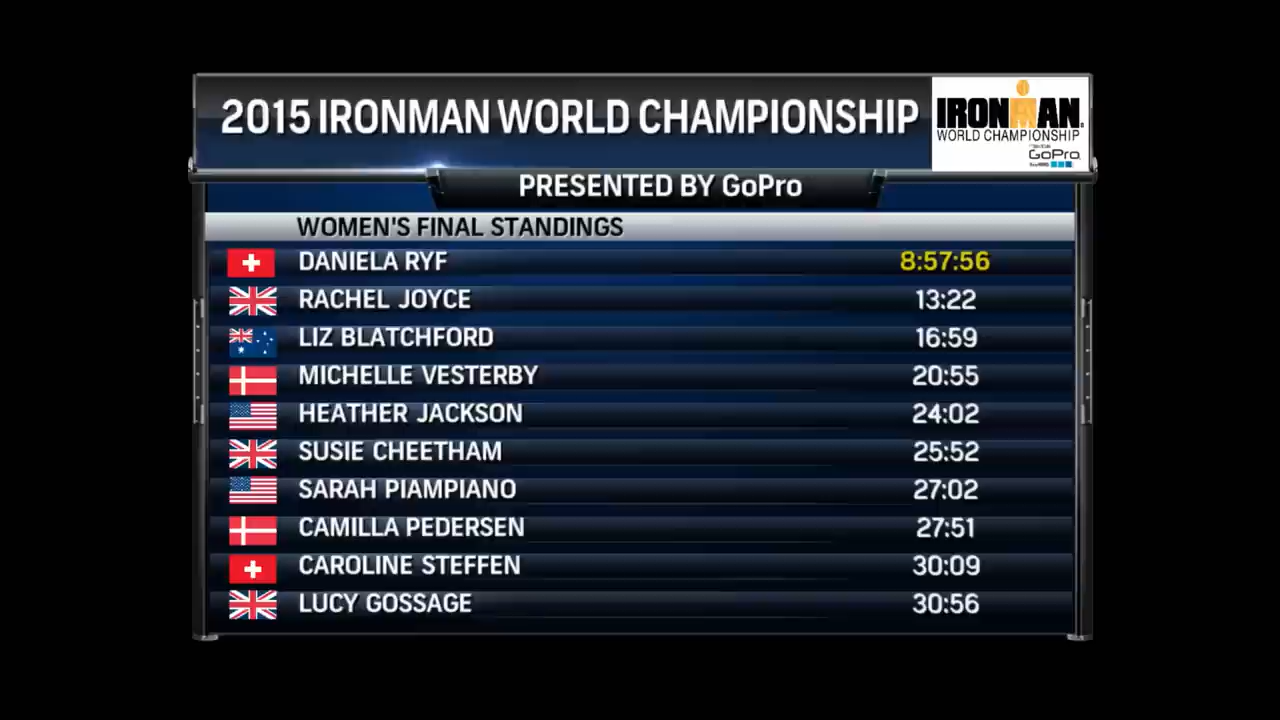 2015 IRONMAN WORLD CHAMPIONSHIP
IRONMAN
WORLD CHAMPIONSHIP
GoPro
PRESENTED BY GoPro
WOMEN'S FINAL STANDINGS
DANIELA RYF 8:57:56
RACHEL JOYCE 13:22
LIZ BLATCHFORD 16:59
MICHELLE VESTERBY 20:55
HEATHER JACKSON 24:02
SUSIE CHEETHAM 25:52
SARAH PIAMPIANO 27:02
CAMILLA PEDERSEN 27:51
CAROLINE STEFFEN 30:09
LUCY GOSSAGE 30:56